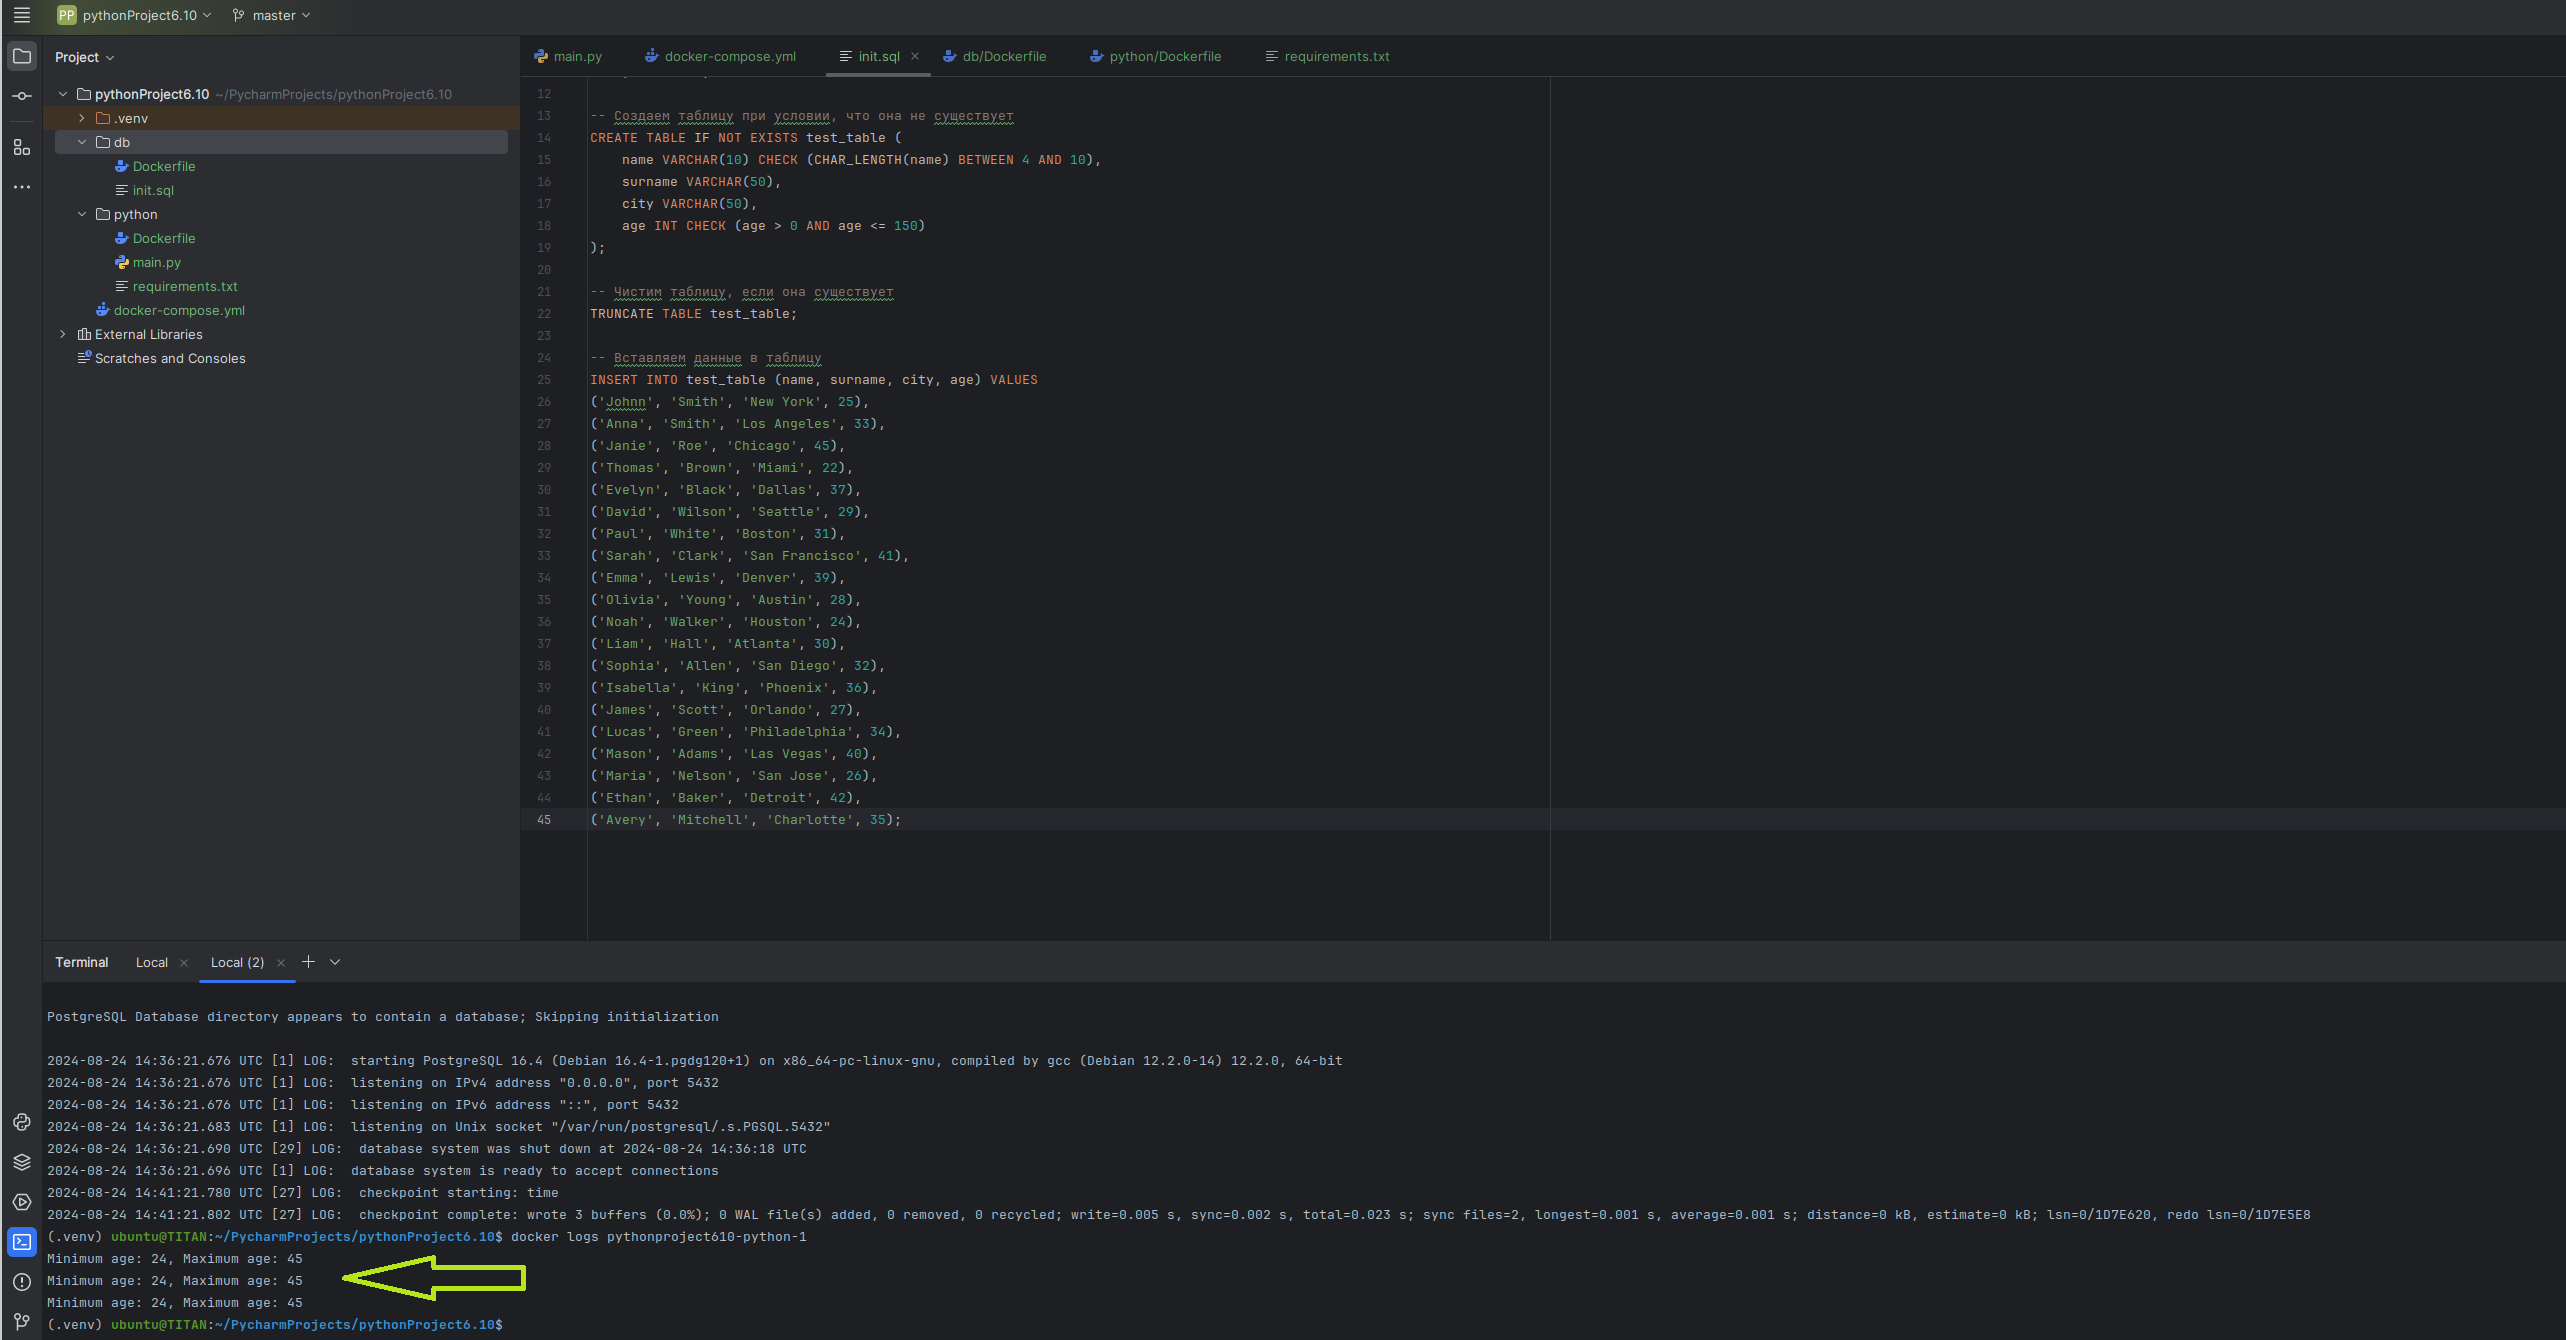 PP pythonProject6.10 master
Project
main.py docker-compose.yml init.sql db/Dockerfile python/Dockerfile requirements.txt
pythonProject6.10 ~/PycharmProjects/pythonProject6.10
.venv
db
Dockerfile
init.sql
python
Dockerfile
main.py
requirements.txt
docker-compose.yml
External Libraries
Scratches and Consoles
12
13 -- Создаем таблицу при условии, что она не существует
14 CREATE TABLE IF NOT EXISTS test_table (
15 name VARCHAR(10) CHECK (CHAR_LENGTH(name) BETWEEN 4 AND 10),
16 surname VARCHAR(50),
17 city VARCHAR(50),
18 age INT CHECK (age > 0 AND age <= 150)
19 );
20
21 -- Чистим таблицу, если она существует
22 TRUNCATE TABLE test_table;
23
24 -- Вставляем данные в таблицу
25 INSERT INTO test_table (name, surname, city, age) VALUES
26 ('Johnn', 'Smith', 'New York', 25),
27 ('Anna', 'Smith', 'Los Angeles', 33),
28 ('Janie', 'Roe', 'Chicago', 45),
29 ('Thomas', 'Brown', 'Miami', 22),
30 ('Evelyn', 'Black', 'Dallas', 37),
31 ('David', 'Wilson', 'Seattle', 29),
32 ('Paul', 'White', 'Boston', 31),
33 ('Sarah', 'Clark', 'San Francisco', 41),
34 ('Emma', 'Lewis', 'Denver', 39),
35 ('Olivia', 'Young', 'Austin', 28),
36 ('Noah', 'Walker', 'Houston', 24),
37 ('Liam', 'Hall', 'Atlanta', 30),
38 ('Sophia', 'Allen', 'San Diego', 32),
39 ('Isabella', 'King', 'Phoenix', 36),
40 ('James', 'Scott', 'Orlando', 27),
41 ('Lucas', 'Green', 'Philadelphia', 34),
42 ('Mason', 'Adams', 'Las Vegas', 40),
43 ('Maria', 'Nelson', 'San Jose', 26),
44 ('Ethan', 'Baker', 'Detroit', 42),
45 ('Avery', 'Mitchell', 'Charlotte', 35);
Terminal Local Local (2)
PostgreSQL Database directory appears to contain a database; Skipping initialization
2024-08-24 14:36:21.676 UTC [1] LOG:  starting PostgreSQL 16.4 (Debian 16.4-1.pgdg120+1) on x86_64-pc-linux-gnu, compiled by gcc (Debian 12.2.0-14) 12.2.0, 64-bit
2024-08-24 14:36:21.676 UTC [1] LOG:  listening on IPv4 address "0.0.0.0", port 5432
2024-08-24 14:36:21.676 UTC [1] LOG:  listening on IPv6 address "::", port 5432
2024-08-24 14:36:21.683 UTC [1] LOG:  listening on Unix socket "/var/run/postgresql/.s.PGSQL.5432"
2024-08-24 14:36:21.690 UTC [29] LOG:  database system was shut down at 2024-08-24 14:36:18 UTC
2024-08-24 14:36:21.696 UTC [1] LOG:  database system is ready to accept connections
2024-08-24 14:41:21.780 UTC [27] LOG:  checkpoint starting: time
2024-08-24 14:41:21.802 UTC [27] LOG:  checkpoint complete: wrote 3 buffers (0.0%); 0 WAL file(s) added, 0 removed, 0 recycled; write=0.005 s, sync=0.002 s, total=0.023 s; sync files=2, longest=0.001 s, average=0.001 s; distance=0 kB, estimate=0 kB; lsn=0/1D7E620, redo lsn=0/1D7E5E8
(.venv) ubuntu@TITAN:~/PycharmProjects/pythonProject6.10$ docker logs pythonproject610-python-1
Minimum age: 24, Maximum age: 45
Minimum age: 24, Maximum age: 45
Minimum age: 24, Maximum age: 45
(.venv) ubuntu@TITAN:~/PycharmProjects/pythonProject6.10$